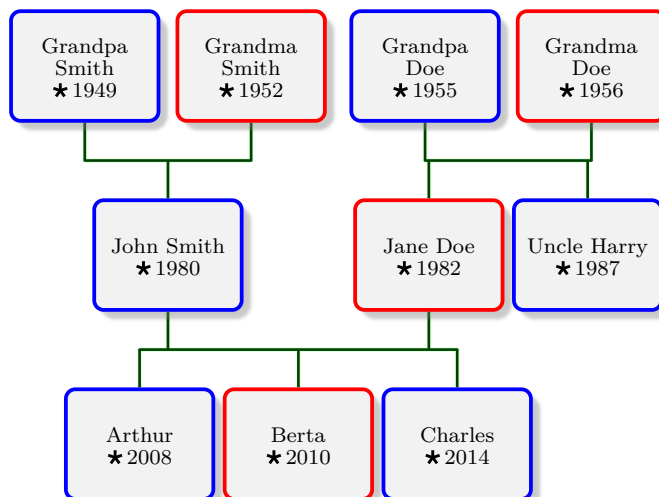 Grandpa
Smith
★1949
Grandma
Smith
★1952
Grandpa
Doe
★1955
Grandma
Doe
★1956
John Smith
★1980
Jane Doe
★1982
Uncle Harry
★1987
Arthur
★2008
Berta
★2010
Charles
★2014